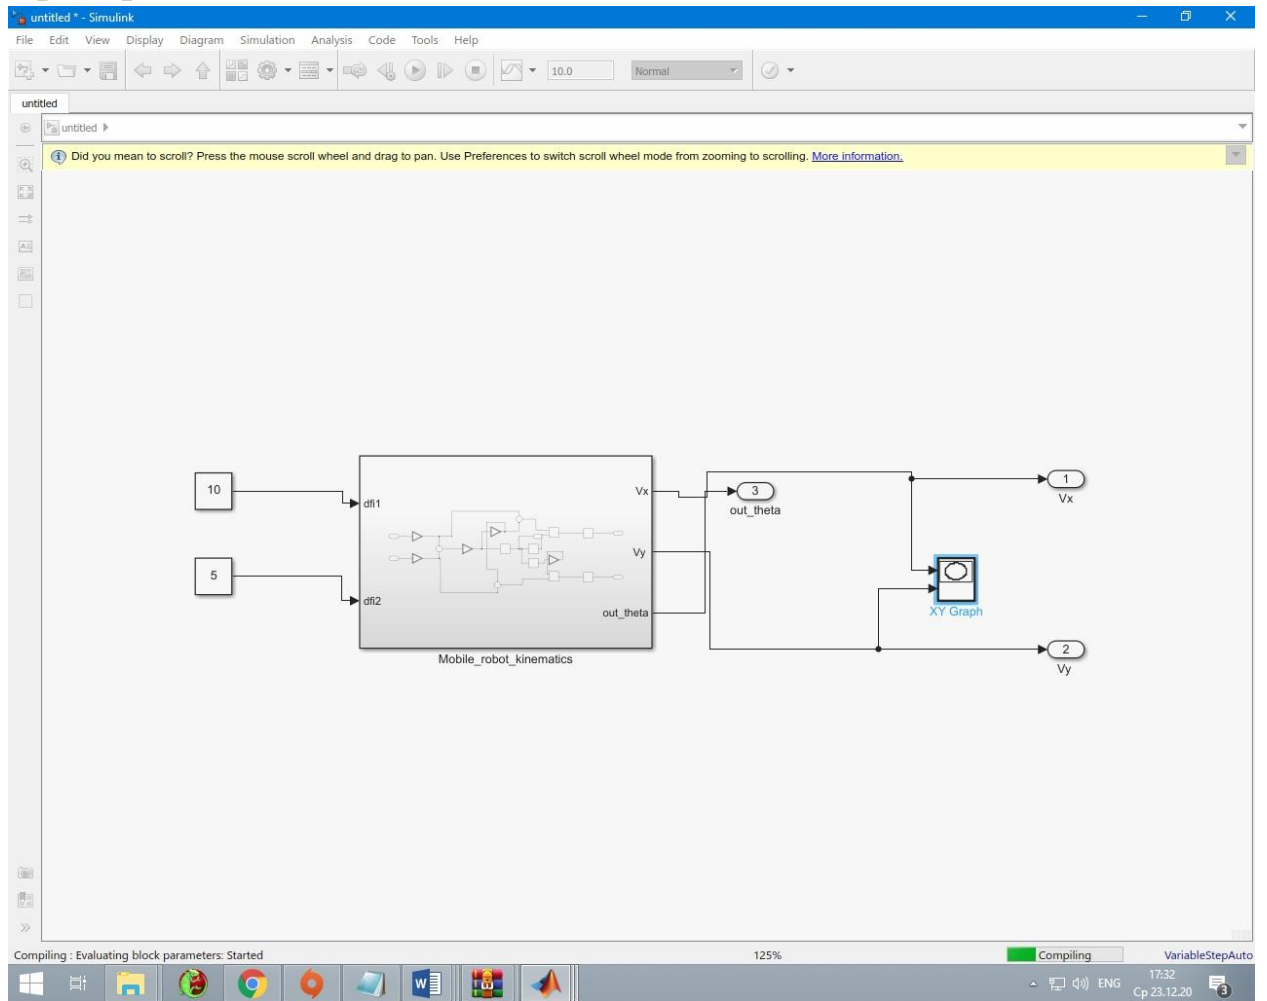 untitled * - Simulink
File Edit View Display Diagram Simulation Analysis Code Tools Help
10.0 Normal
untitled
untitled
Did you mean to scroll? Press the mouse scroll wheel and drag to pan. Use Preferences to switch scroll wheel mode from zooming to scrolling. More information.
10
dfi1
Vx
3
out_theta
1
Vx
5
dfi2
Vy
out_theta
XY Graph
Mobile_robot_kinematics
2
Vy
Compiling : Evaluating block parameters: Started 125% Compiling VariableStepAuto
ENG 17:32
Cp 23.12.20
3